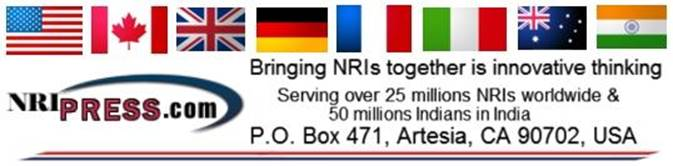 Bringing NRIs together is innovative thinking
NRIPRESS.com
Serving over 25 millions NRIs worldwide &
50 millions Indians in India
P.O. Box 471, Artesia, CA 90702, USA